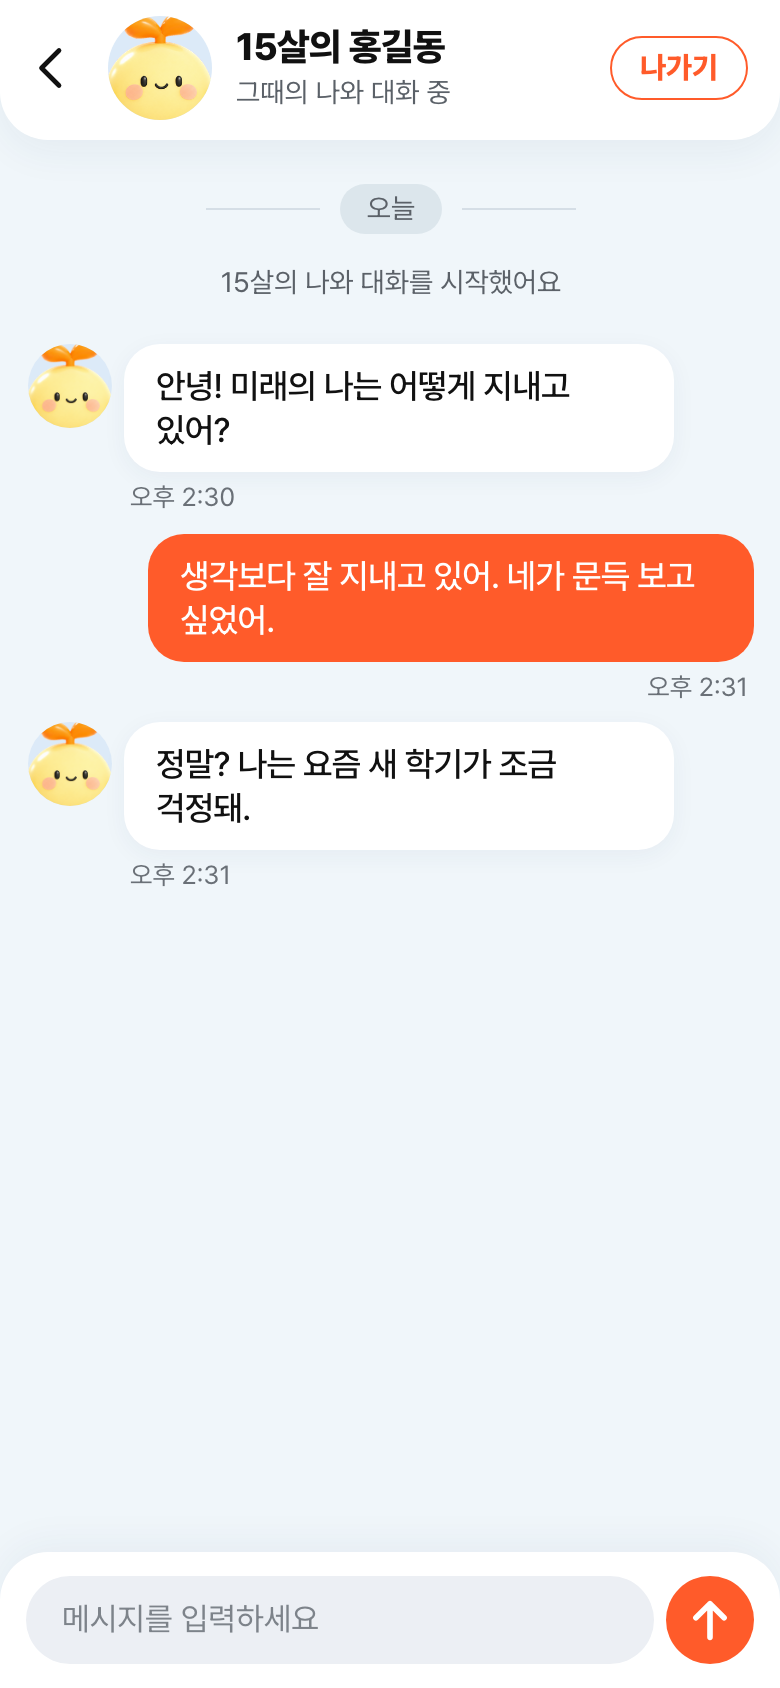 15살의 홍길동
그때의 나와 대화 중
나가기
오늘
15살의 나와 대화를 시작했어요
안녕! 미래의 나는 어떻게 지내고
있어?
오후 2:30
생각보다 잘 지내고 있어. 네가 문득 보고
싶었어.
오후 2:31
정말? 나는 요즘 새 학기가 조금
걱정돼.
오후 2:31
메시지를 입력하세요